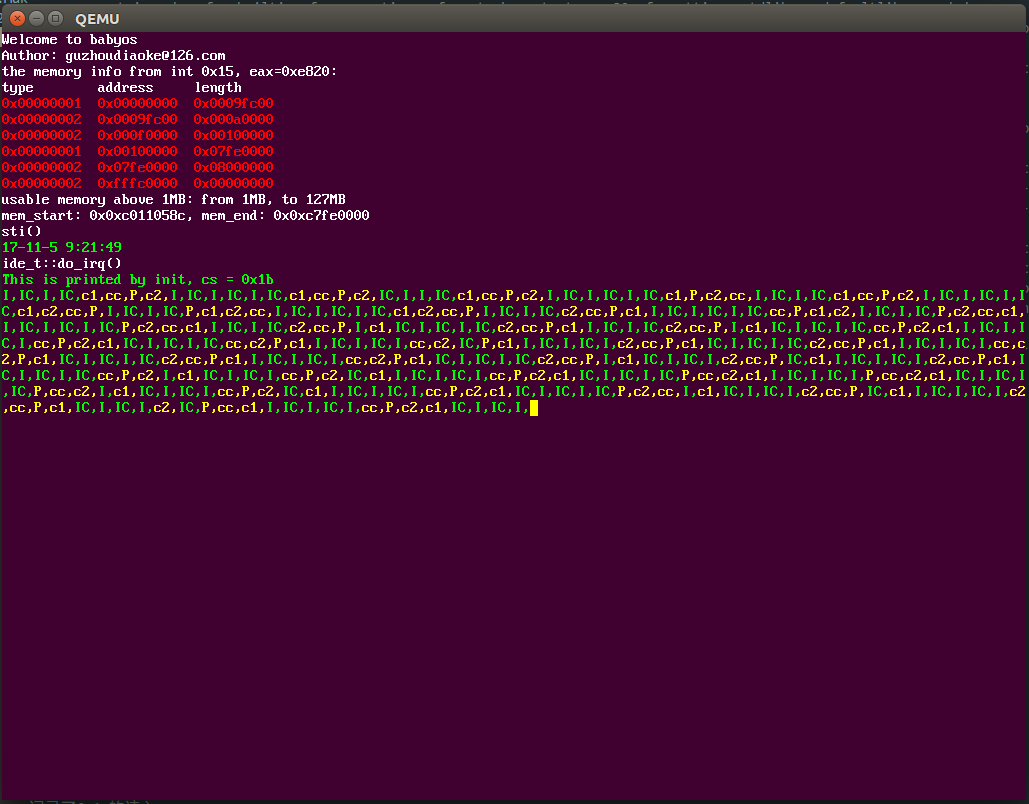 QEMU
Welcome to babyos
Author: guzhoudiaoke@126.com
the memory info from int 0x15, eax=0xe820:
type address length
0x00000001 0x00000000 0x0009fc00
0x00000002 0x0009fc00 0x000a0000
0x00000002 0x000f0000 0x00100000
0x00000001 0x00100000 0x07fe0000
0x00000002 0x07fe0000 0x08000000
0x00000002 0xfffc0000 0x00000000
usable memory above 1MB: from 1MB, to 127MB
mem_start: 0x0xc011058c, mem_end: 0x0xc7fe0000
sti()
17-11-5 9:21:49
ide_t::do_irq()
This is printed by init, cs = 0x1b
I,IC,I,IC,c1,cc,P,c2,I,IC,I,IC,I,IC,c1,cc,P,c2,IC,I,I,IC,c1,cc,P,c2,I,IC,I,IC,I,IC,c1,P,c2,cc,I,IC,I,IC,c1,cc,P,c2,I,IC,I,IC,I,I
C,c1,c2,cc,P,I,IC,I,IC,P,c1,c2,cc,I,IC,I,IC,I,IC,c1,c2,cc,P,I,IC,I,IC,c2,cc,P,c1,I,IC,I,IC,I,IC,cc,P,c1,c2,I,IC,I,IC,P,c2,cc,c1,
I,IC,I,IC,I,IC,P,c2,cc,c1,I,IC,I,IC,c2,cc,P,I,c1,IC,I,IC,I,IC,c2,cc,P,c1,I,IC,I,IC,c2,cc,P,I,c1,IC,I,IC,I,IC,cc,P,c2,c1,I,IC,I,I
C,I,cc,P,c2,c1,IC,I,IC,I,IC,cc,c2,P,c1,I,IC,I,IC,I,cc,c2,IC,P,c1,I,IC,I,IC,I,c2,cc,P,c1,IC,I,IC,I,IC,c2,cc,P,c1,I,IC,I,IC,I,cc,c
2,P,c1,IC,I,IC,I,IC,c2,cc,P,c1,I,IC,I,IC,I,cc,c2,P,c1,IC,I,IC,I,IC,c2,cc,P,I,c1,IC,I,IC,I,c2,cc,P,IC,c1,I,IC,I,IC,I,c2,cc,P,c1,I
C,I,IC,I,IC,cc,P,c2,I,c1,IC,I,IC,I,cc,P,c2,IC,c1,I,IC,I,IC,I,cc,P,c2,c1,IC,I,IC,I,IC,P,cc,c2,c1,I,IC,I,IC,I,P,cc,c2,c1,IC,I,IC,I
,IC,P,cc,c2,I,c1,IC,I,IC,I,cc,P,c2,IC,c1,I,IC,I,IC,I,cc,P,c2,c1,IC,I,IC,I,IC,P,c2,cc,I,c1,IC,I,IC,I,c2,cc,P,IC,c1,I,IC,I,IC,I,c2
,cc,P,c1,IC,I,IC,I,c2,IC,P,cc,c1,I,IC,I,IC,I,cc,P,c2,c1,IC,I,IC,I,